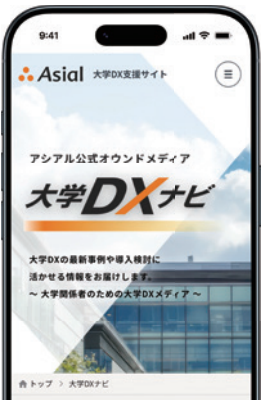 9:41
Asial 大学DX支援サイト
アシアル公式オウンドメディア
大学DXナビ
大学DXの最新事例や導入検討に
活かせる情報をお届けします。
〜 大学関係者のための大学DXメディア 〜
トップ > 大学DXナビ